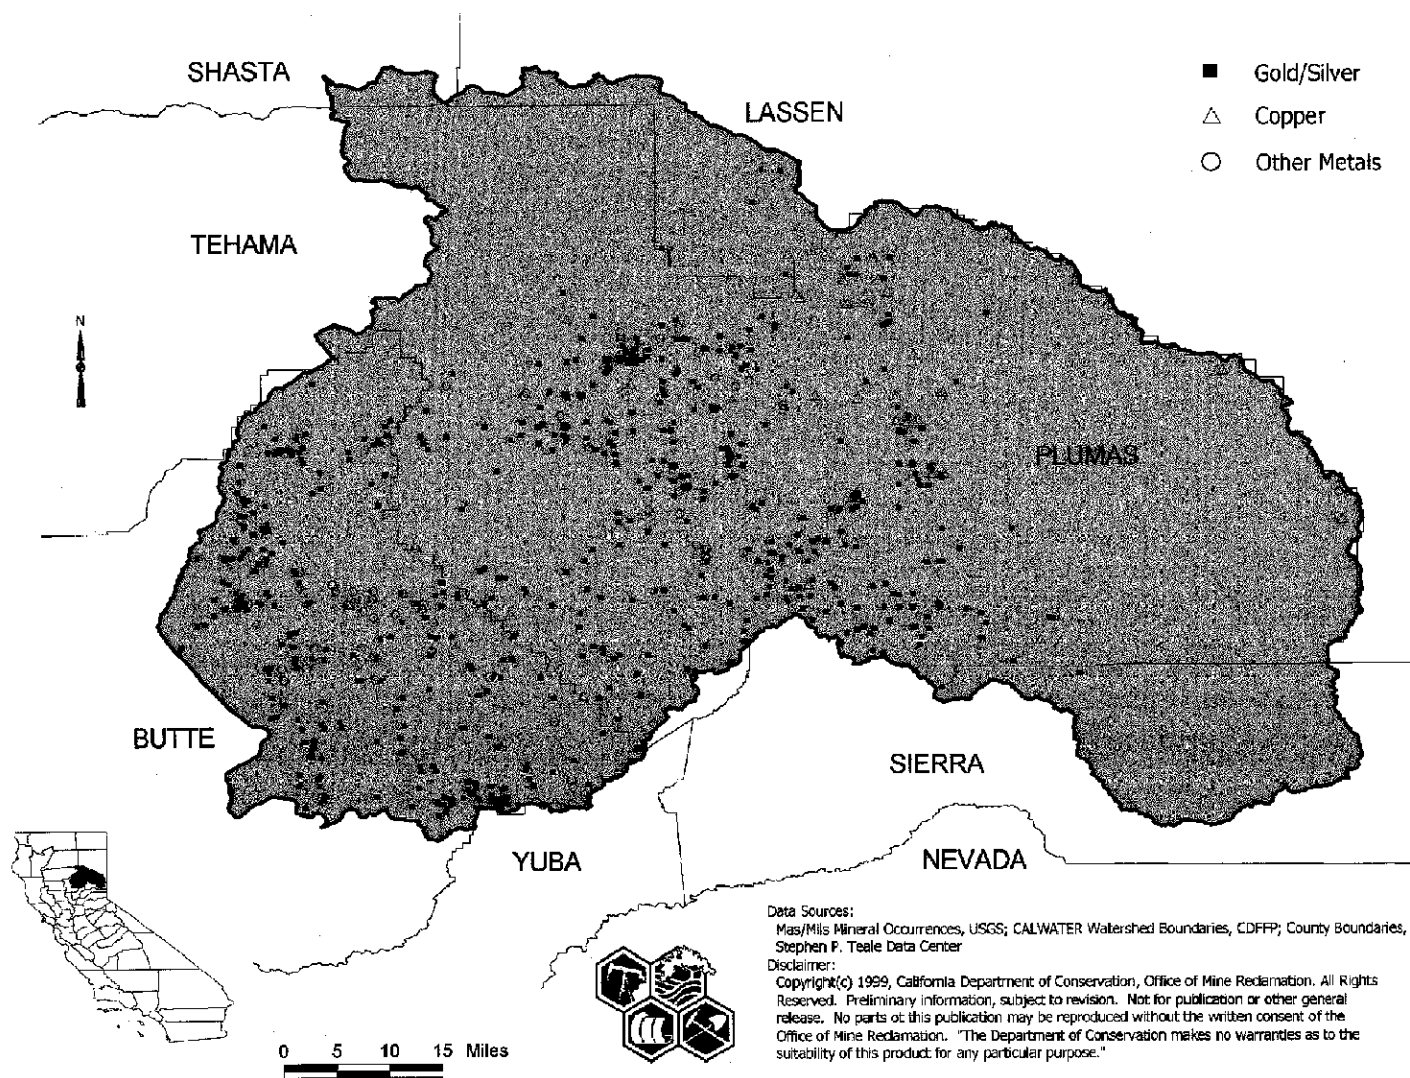 SHASTA
LASSEN
Gold/Silver
Copper
Other Metals
TEHAMA
N
PLUMAS
BUTTE
SIERRA
YUBA
NEVADA
Data Sources:
Mas/Mils Mineral Occurrences, USGS; CALWATER Watershed Boundaries, CDFFP; County Boundaries,
Stephen P. Teale Data Center
Disclaimer:
Copyright(c) 1999, California Department of Conservation, Office of Mine Reclamation. All Rights
Reserved. Preliminary information, subject to revision. Not for publication or other general
release. No parts of this publication may be reproduced without the written consent of the
Office of Mine Reclamation. "The Department of Conservation makes no warranties as to the
suitability of this product for any particular purpose."
0 5 10 15 Miles